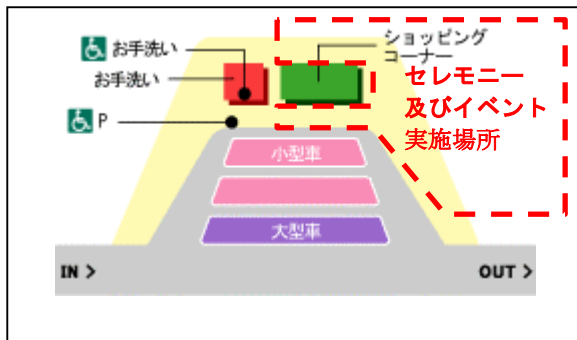 お手洗い
お手洗い
P
ショッピング
コーナー
セレモニー
及びイベント
実施場所
小型車
大型車
IN >
OUT >